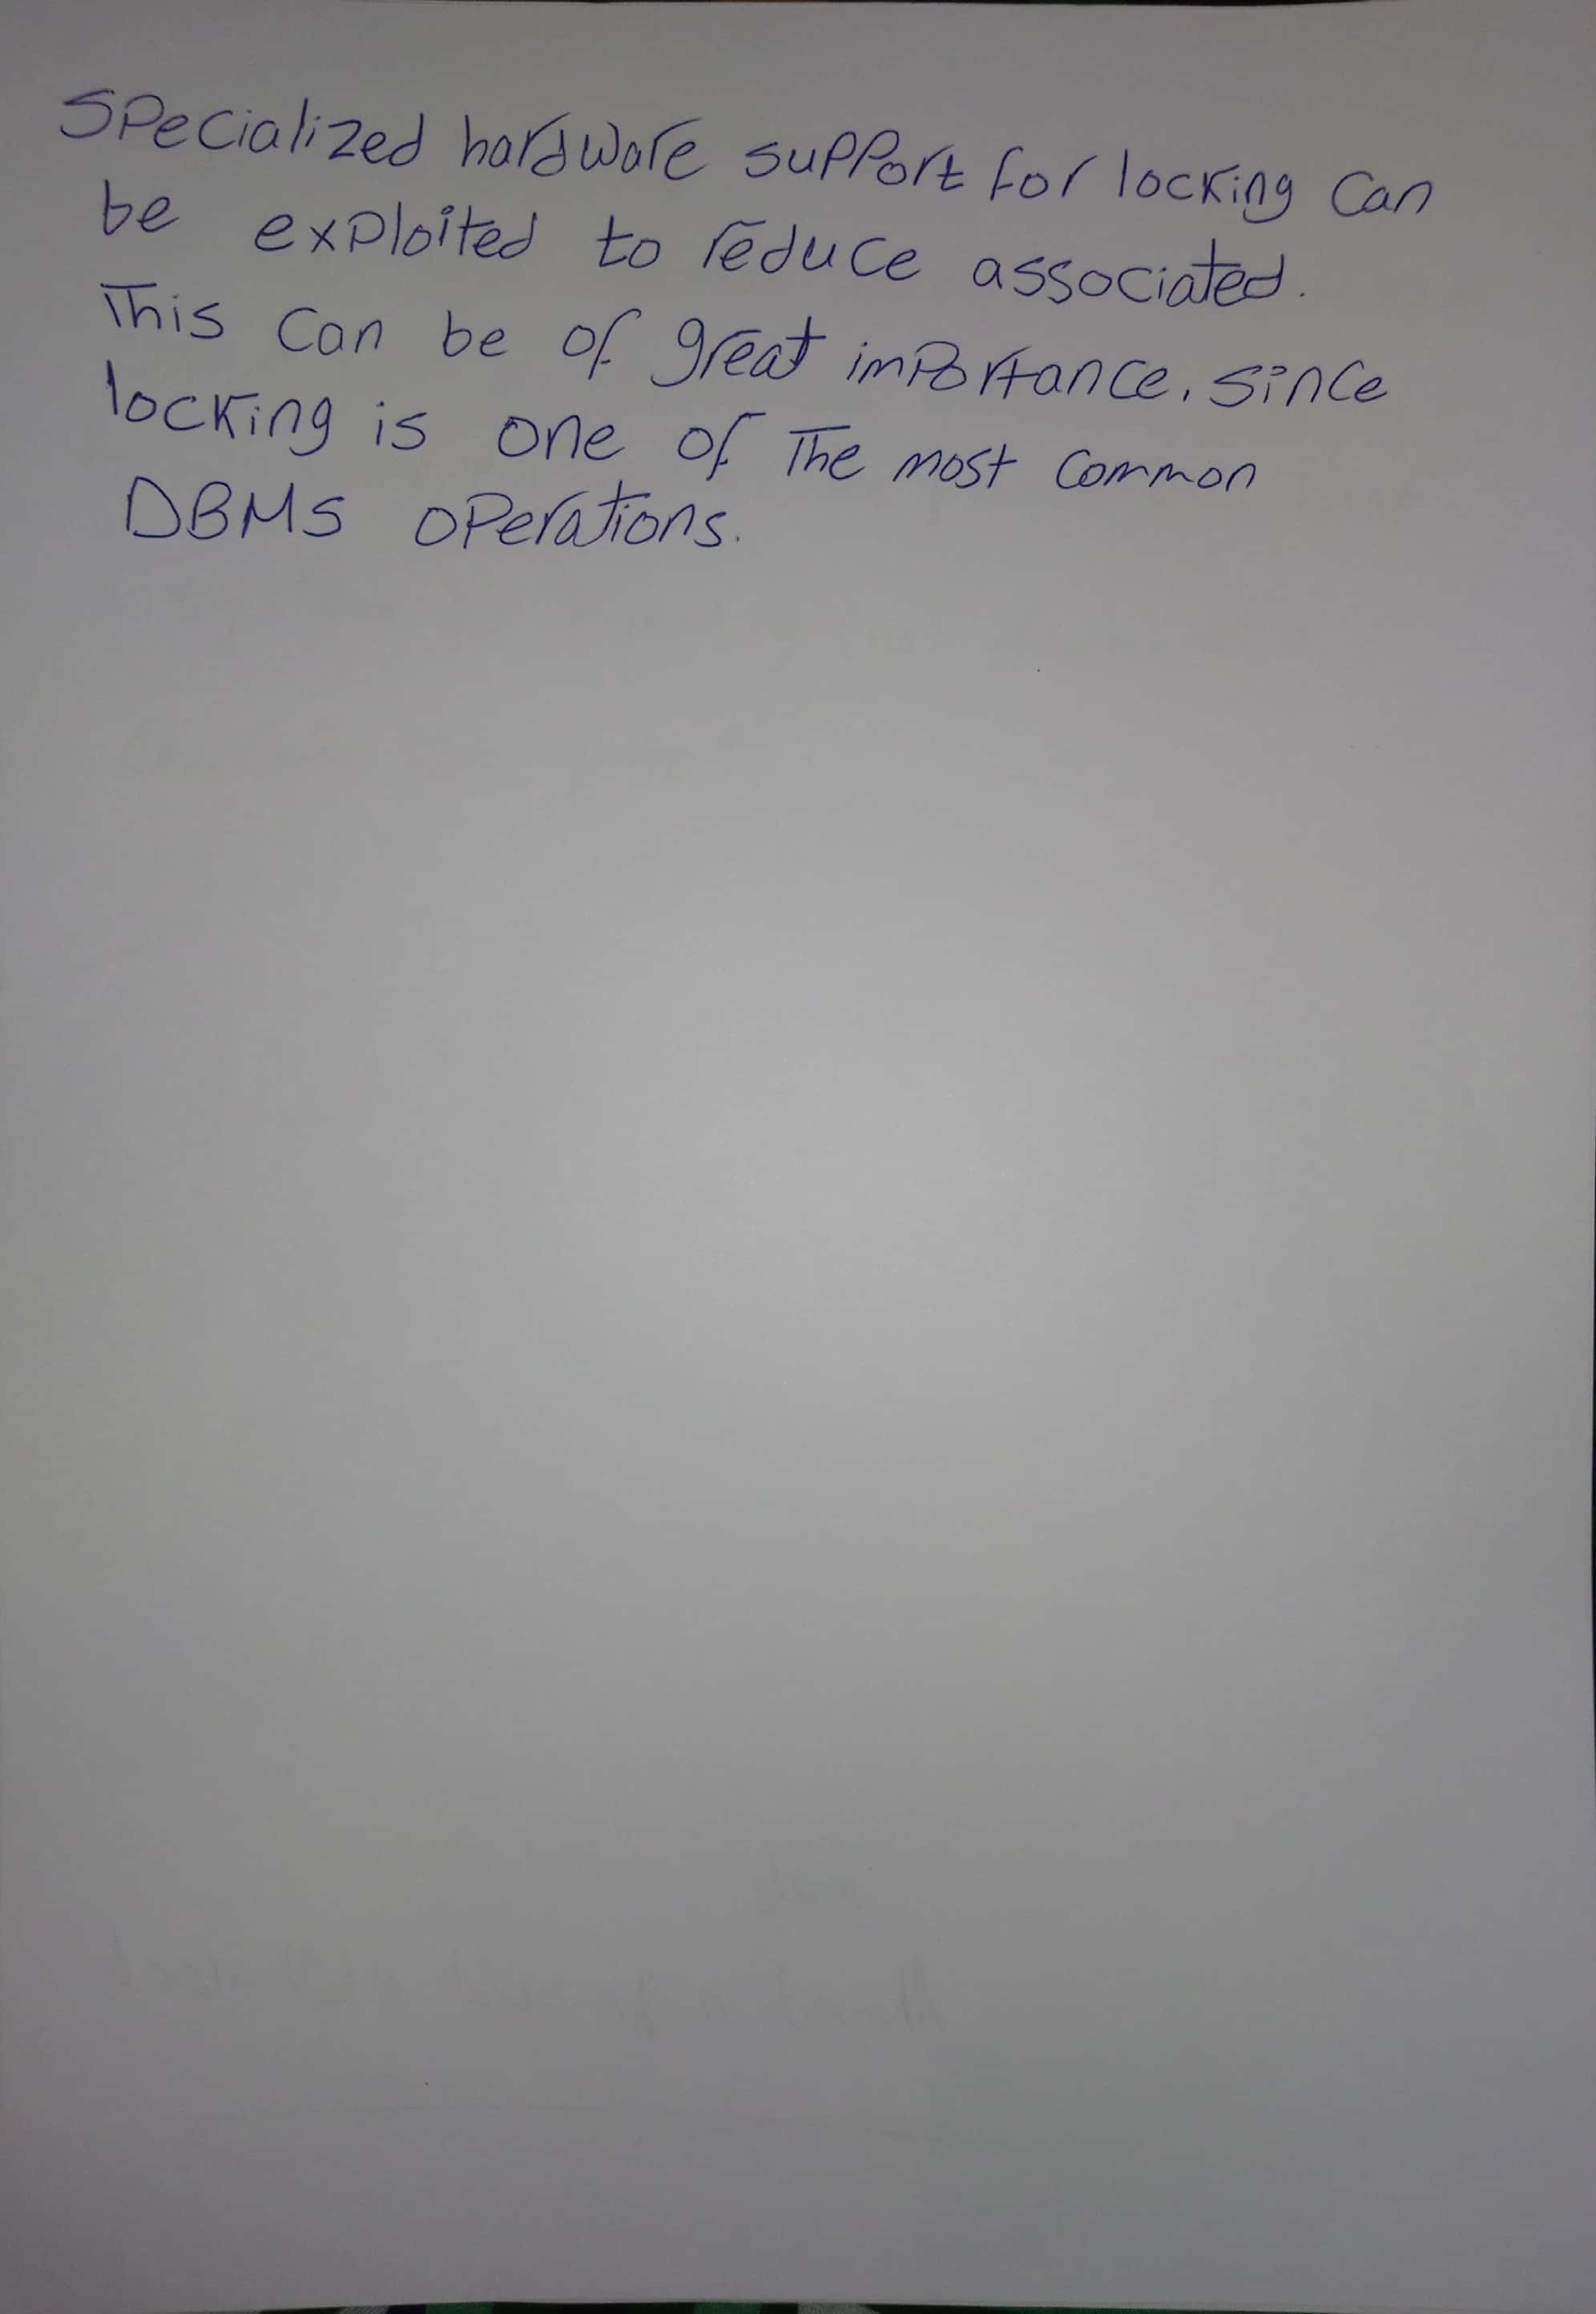 Specialized hardware support for locking can
be exploited to reduce associated.
This can be of great importance, since
locking is one of The most common
DBMS operations.